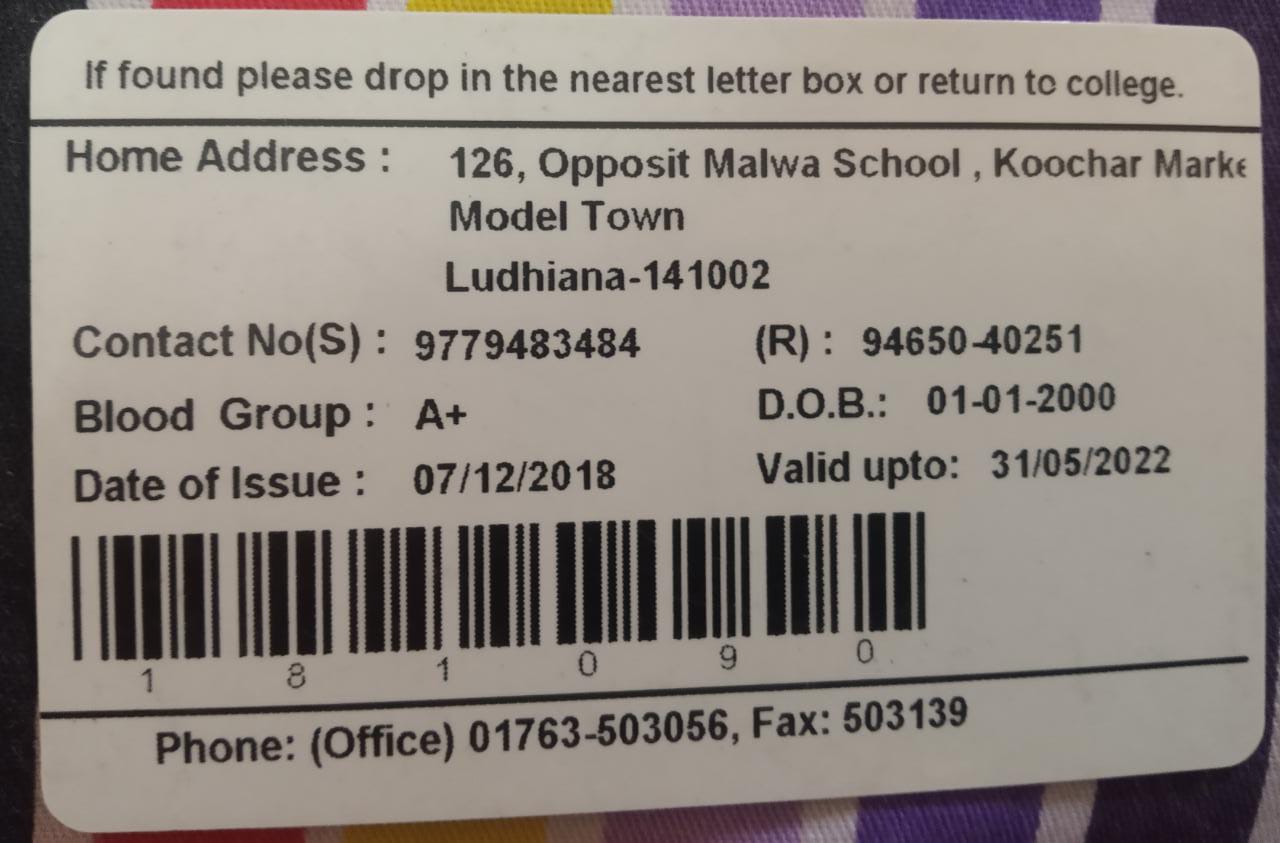 If found please drop in the nearest letter box or return to college.
Home Address : 126, Opposit Malwa School , Koochar Marke
Model Town
Ludhiana-141002
Contact No(S) : 9779483484 (R) : 94650-40251
Blood Group : A+ D.O.B.: 01-01-2000
Date of Issue : 07/12/2018 Valid upto: 31/05/2022
1 8 1 0 9 0
Phone: (Office) 01763-503056, Fax: 503139